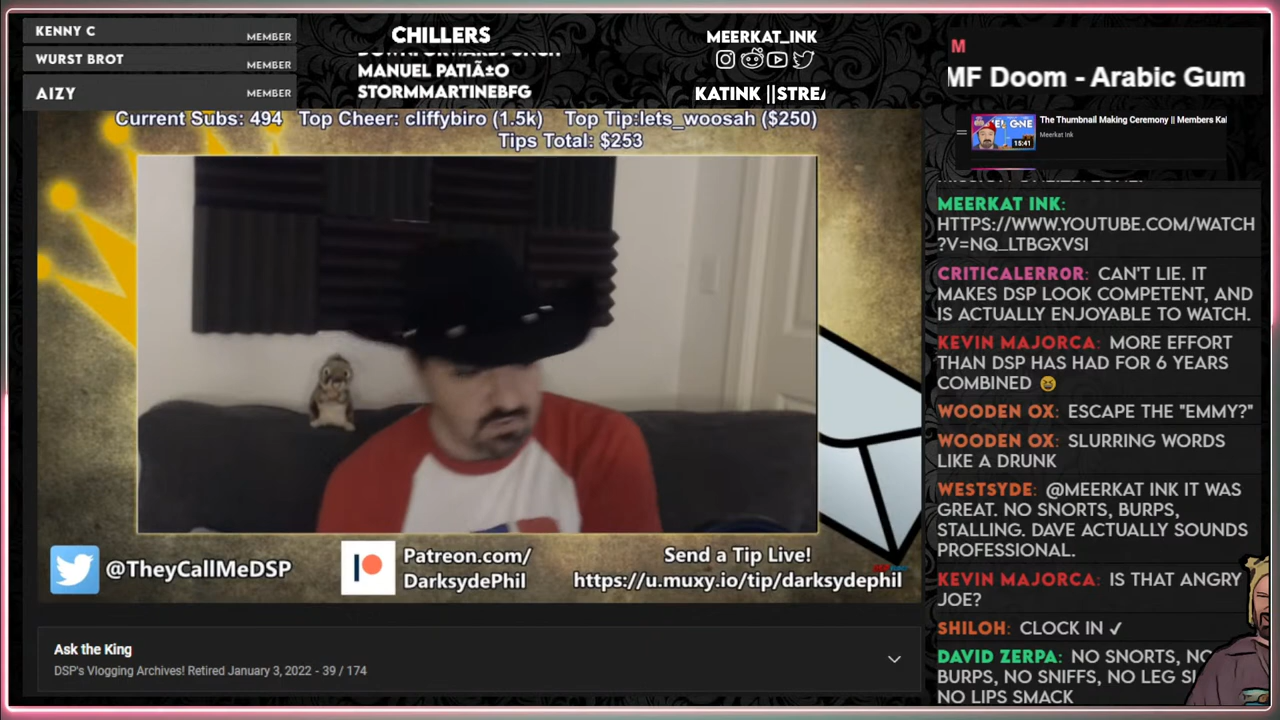 KENNY C
MEMBER
WURST BROT
MEMBER
AIZY
MEMBER
CHILLERS
MANUEL PATIÃ±O
STORMMARTINEBFG
MEERKAT_INK
KATINK ||STREA
M
MF Doom - Arabic Gum
The Thumbnail Making Ceremony || Members Kai
Meerkat Ink
15:41
Current Subs: 494 Top Cheer: cliffybiro (1.5k) Top Tip:lets_woosah ($250)
Tips Total: $253
@TheyCallMeDSP
Patreon.com/
DarksydePhil
Send a Tip Live!
https://u.muxy.io/tip/darksydephil
Ask the King
DSP's Vlogging Archives! Retired January 3, 2022 - 39 / 174
MEERKAT INK:
HTTPS://WWW.YOUTUBE.COM/WATCH
?V=NQ_LTBGXVSI
CRITICALERROR: CAN'T LIE. IT
MAKES DSP LOOK COMPETENT, AND
IS ACTUALLY ENJOYABLE TO WATCH.
KEVIN MAJORCA: MORE EFFORT
THAN DSP HAS HAD FOR 6 YEARS
COMBINED 😆
WOODEN OX: ESCAPE THE "EMMY?"
WOODEN OX: SLURRING WORDS
LIKE A DRUNK
WESTSYDE: @MEERKAT INK IT WAS
GREAT. NO SNORTS, BURPS,
STALLING. DAVE ACTUALLY SOUNDS
PROFESSIONAL.
KEVIN MAJORCA: IS THAT ANGRY
JOE?
SHILOH: CLOCK IN ✓
DAVID ZERPA: NO SNORTS, NO
BURPS, NO SNIFFS, NO LEG
NO LIPS SMACK